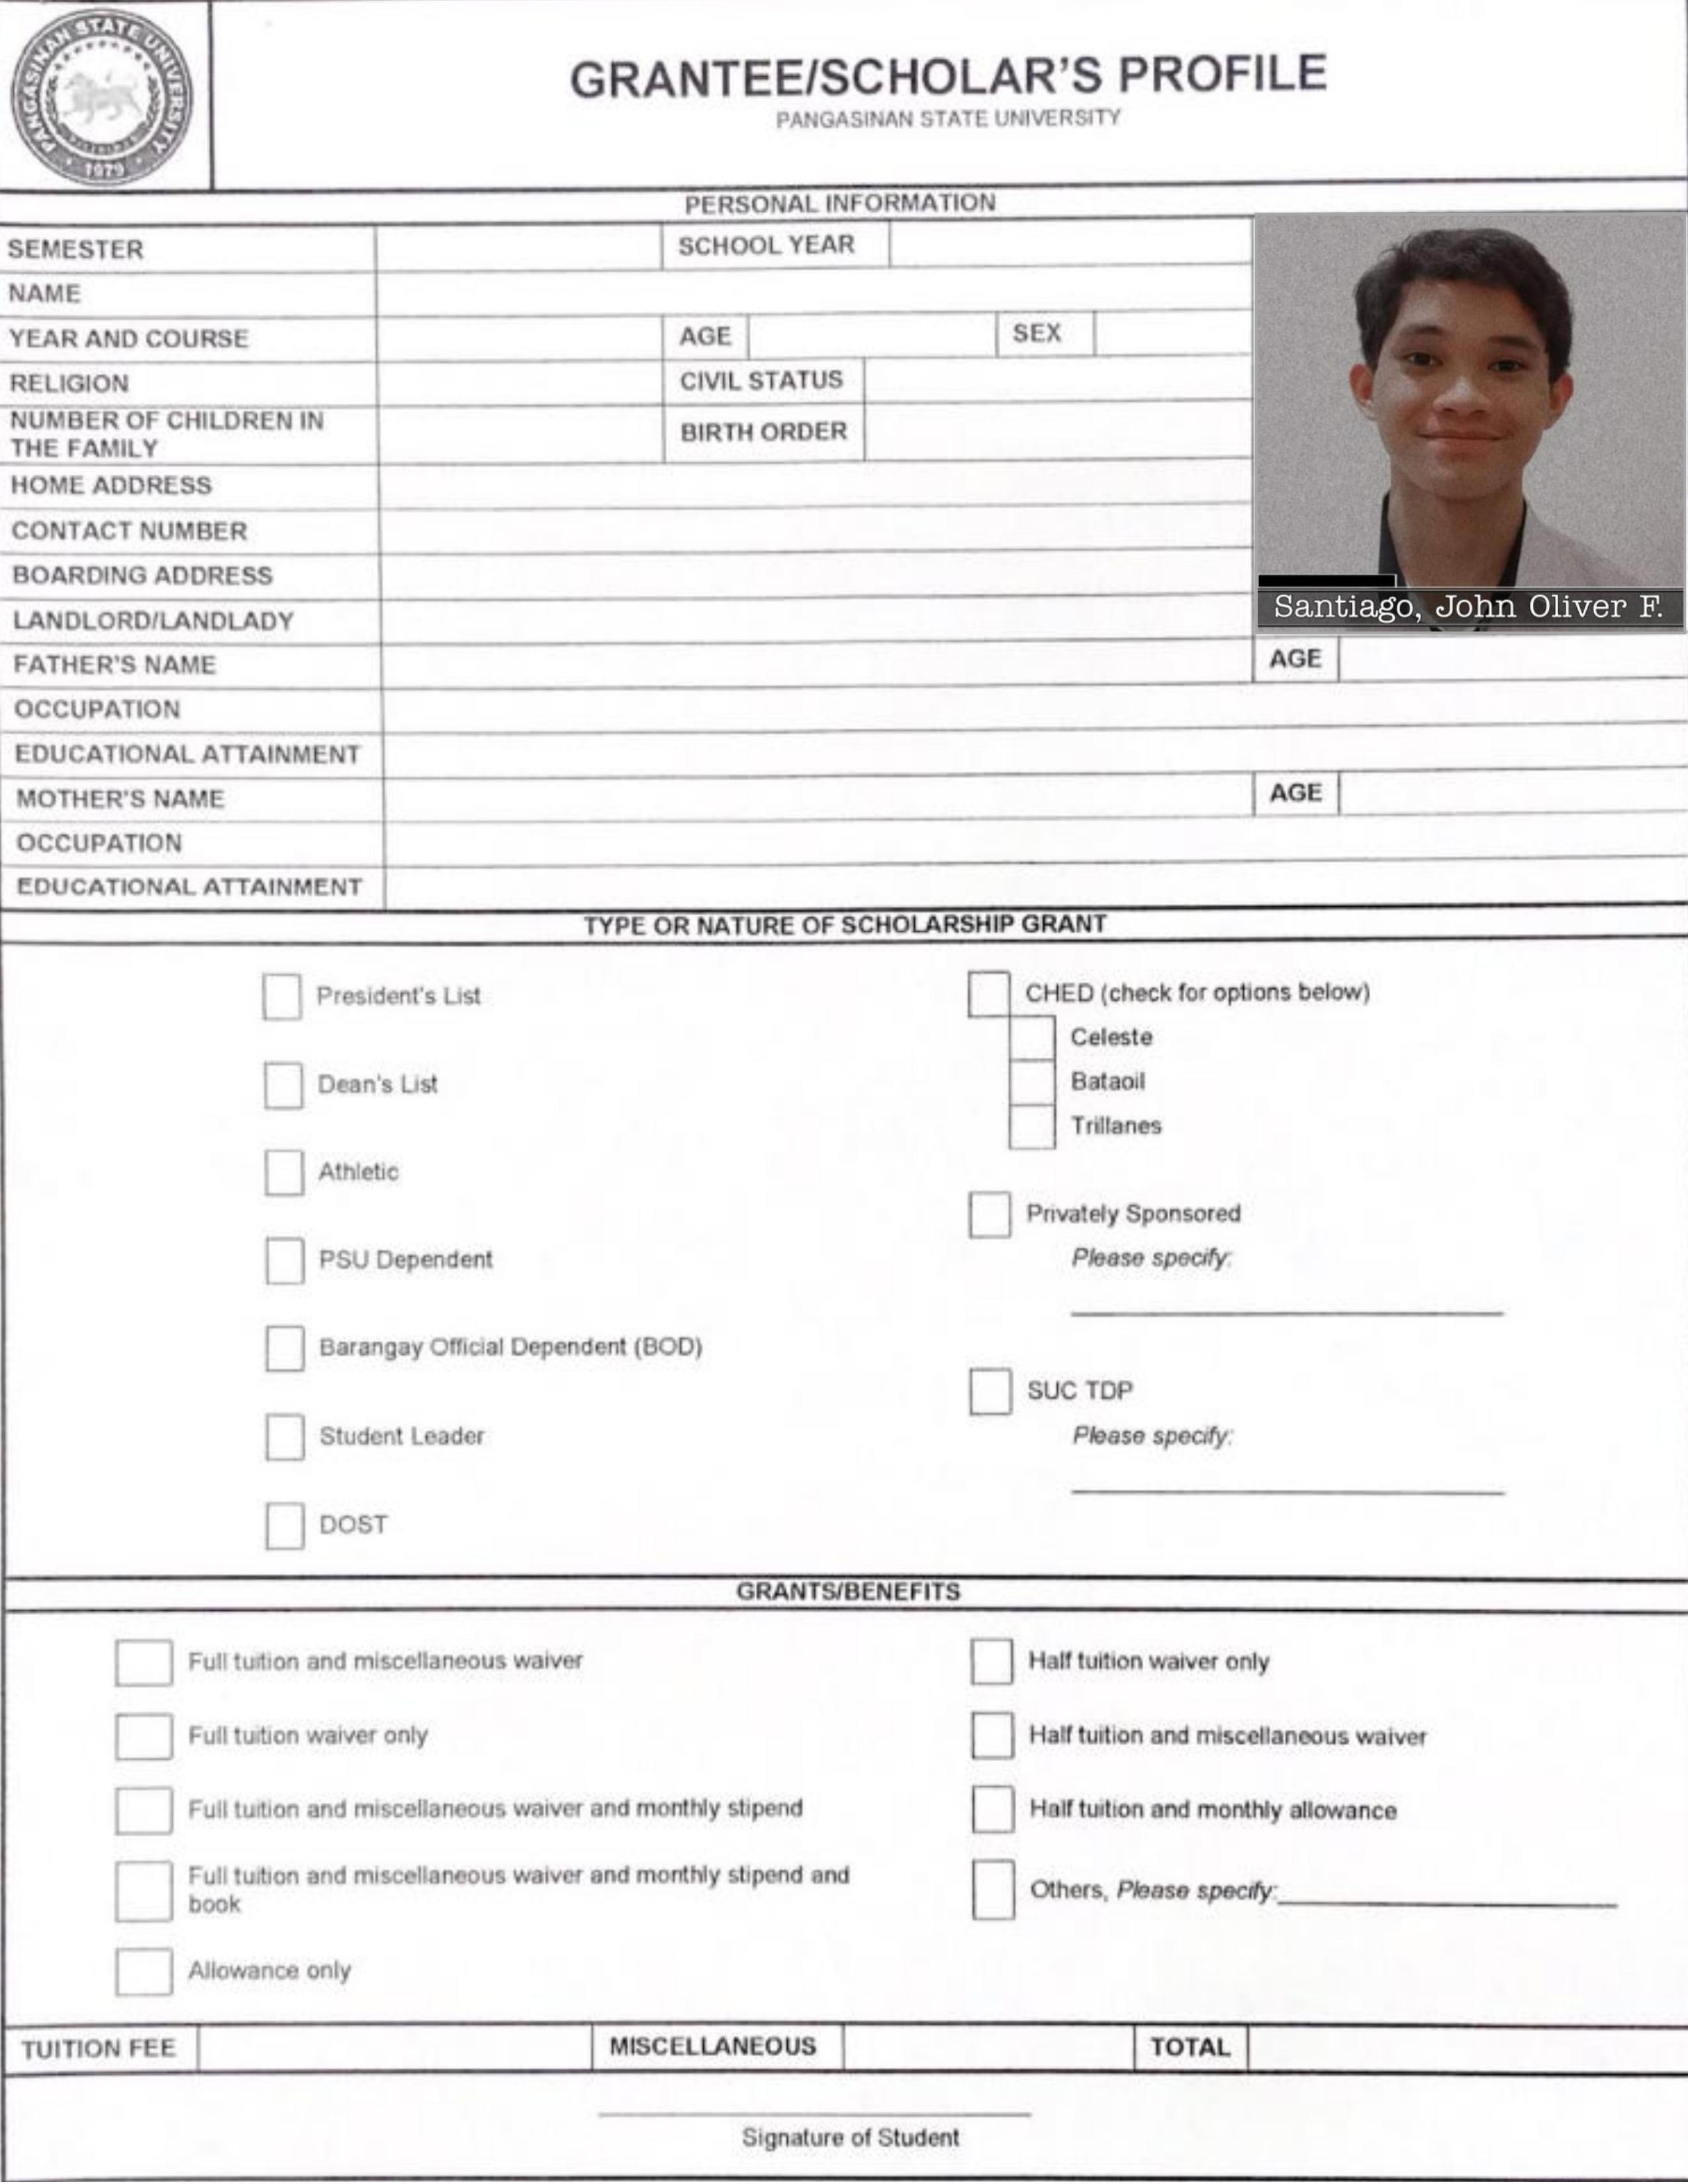 PANGASINAN STATE UNIVERSITY
1979
GRANTEE/SCHOLAR'S PROFILE
PANGASINAN STATE UNIVERSITY
PERSONAL INFORMATION
SEMESTER SCHOOL YEAR
NAME
YEAR AND COURSE AGE SEX
RELIGION CIVIL STATUS
NUMBER OF CHILDREN IN
THE FAMILY BIRTH ORDER
HOME ADDRESS
CONTACT NUMBER
BOARDING ADDRESS
Santiago, John Oliver F.
LANDLORD/LANDLADY
FATHER'S NAME AGE
OCCUPATION
EDUCATIONAL ATTAINMENT
MOTHER'S NAME AGE
OCCUPATION
EDUCATIONAL ATTAINMENT
TYPE OR NATURE OF SCHOLARSHIP GRANT
President's List
Dean's List
Athletic
PSU Dependent
Barangay Official Dependent (BOD)
Student Leader
DOST
CHED (check for options below)
Celeste
Bataoil
Trillanes
Privately Sponsored
Please specify:
SUC TDP
Please specify:
GRANTS/BENEFITS
Full tuition and miscellaneous waiver
Full tuition waiver only
Full tuition and miscellaneous waiver and monthly stipend
Full tuition and miscellaneous waiver and monthly stipend and
book
Allowance only
Half tuition waiver only
Half tuition and miscellaneous waiver
Half tuition and monthly allowance
Others, Please specify:
TUITION FEE MISCELLANEOUS TOTAL
Signature of Student